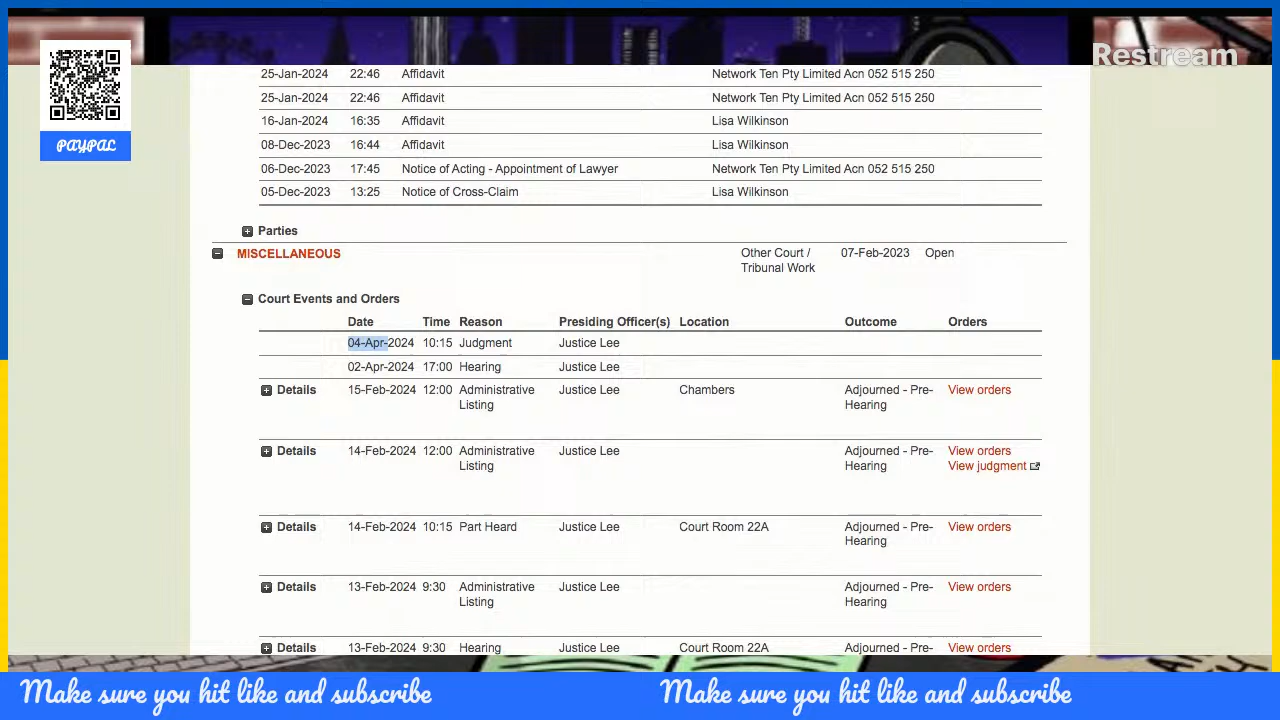 Restream
PAYPAL
25-Jan-2024 22:46 Affidavit Network Ten Pty Limited Acn 052 515 250
25-Jan-2024 22:46 Affidavit Network Ten Pty Limited Acn 052 515 250
16-Jan-2024 16:35 Affidavit Lisa Wilkinson
08-Dec-2023 16:44 Affidavit Lisa Wilkinson
06-Dec-2023 17:45 Notice of Acting - Appointment of Lawyer Network Ten Pty Limited Acn 052 515 250
05-Dec-2023 13:25 Notice of Cross-Claim Lisa Wilkinson
Parties
MISCELLANEOUS Other Court / 07-Feb-2023 Open
Tribunal Work
Court Events and Orders
Date Time Reason Presiding Officer(s) Location Outcome Orders
04-Apr-2024 10:15 Judgment Justice Lee
02-Apr-2024 17:00 Hearing Justice Lee
Details 15-Feb-2024 12:00 Administrative Justice Lee Chambers Adjourned - Pre- View orders
Listing Hearing
Details 14-Feb-2024 12:00 Administrative Justice Lee Adjourned - Pre- View orders
Listing Hearing View judgment
Details 14-Feb-2024 10:15 Part Heard Justice Lee Court Room 22A Adjourned - Pre- View orders
Hearing
Details 13-Feb-2024 9:30 Administrative Justice Lee Adjourned - Pre- View orders
Listing Hearing
Details 13-Feb-2024 9:30 Hearing Justice Lee Court Room 22A Adjourned - Pre- View orders
Make sure you hit like and subscribe Make sure you hit like and subscribe